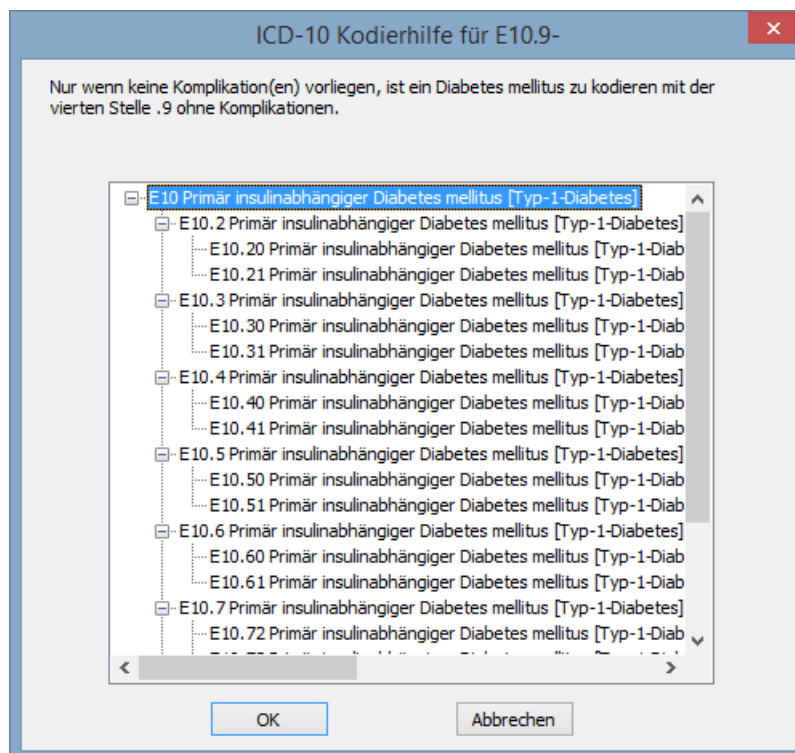 ICD-10 Kodierhilfe für E10.9-
Nur wenn keine Komplikation(en) vorliegen, ist ein Diabetes mellitus zu kodieren mit der
vierten Stelle .9 ohne Komplikationen.
E10 Primär insulinabhängiger Diabetes mellitus [Typ-1-Diabetes]
E10.2 Primär insulinabhängiger Diabetes mellitus [Typ-1-Diabetes]
E10.20 Primär insulinabhängiger Diabetes mellitus [Typ-1-Diab
E10.21 Primär insulinabhängiger Diabetes mellitus [Typ-1-Diab
E10.3 Primär insulinabhängiger Diabetes mellitus [Typ-1-Diabetes]
E10.30 Primär insulinabhängiger Diabetes mellitus [Typ-1-Diab
E10.31 Primär insulinabhängiger Diabetes mellitus [Typ-1-Diab
E10.4 Primär insulinabhängiger Diabetes mellitus [Typ-1-Diabetes]
E10.40 Primär insulinabhängiger Diabetes mellitus [Typ-1-Diab
E10.41 Primär insulinabhängiger Diabetes mellitus [Typ-1-Diab
E10.5 Primär insulinabhängiger Diabetes mellitus [Typ-1-Diabetes]
E10.50 Primär insulinabhängiger Diabetes mellitus [Typ-1-Diab
E10.51 Primär insulinabhängiger Diabetes mellitus [Typ-1-Diab
E10.6 Primär insulinabhängiger Diabetes mellitus [Typ-1-Diabetes]
E10.60 Primär insulinabhängiger Diabetes mellitus [Typ-1-Diab
E10.61 Primär insulinabhängiger Diabetes mellitus [Typ-1-Diab
E10.7 Primär insulinabhängiger Diabetes mellitus [Typ-1-Diabetes]
E10.72 Primär insulinabhängiger Diabetes mellitus [Typ-1-Diab
OK
Abbrechen